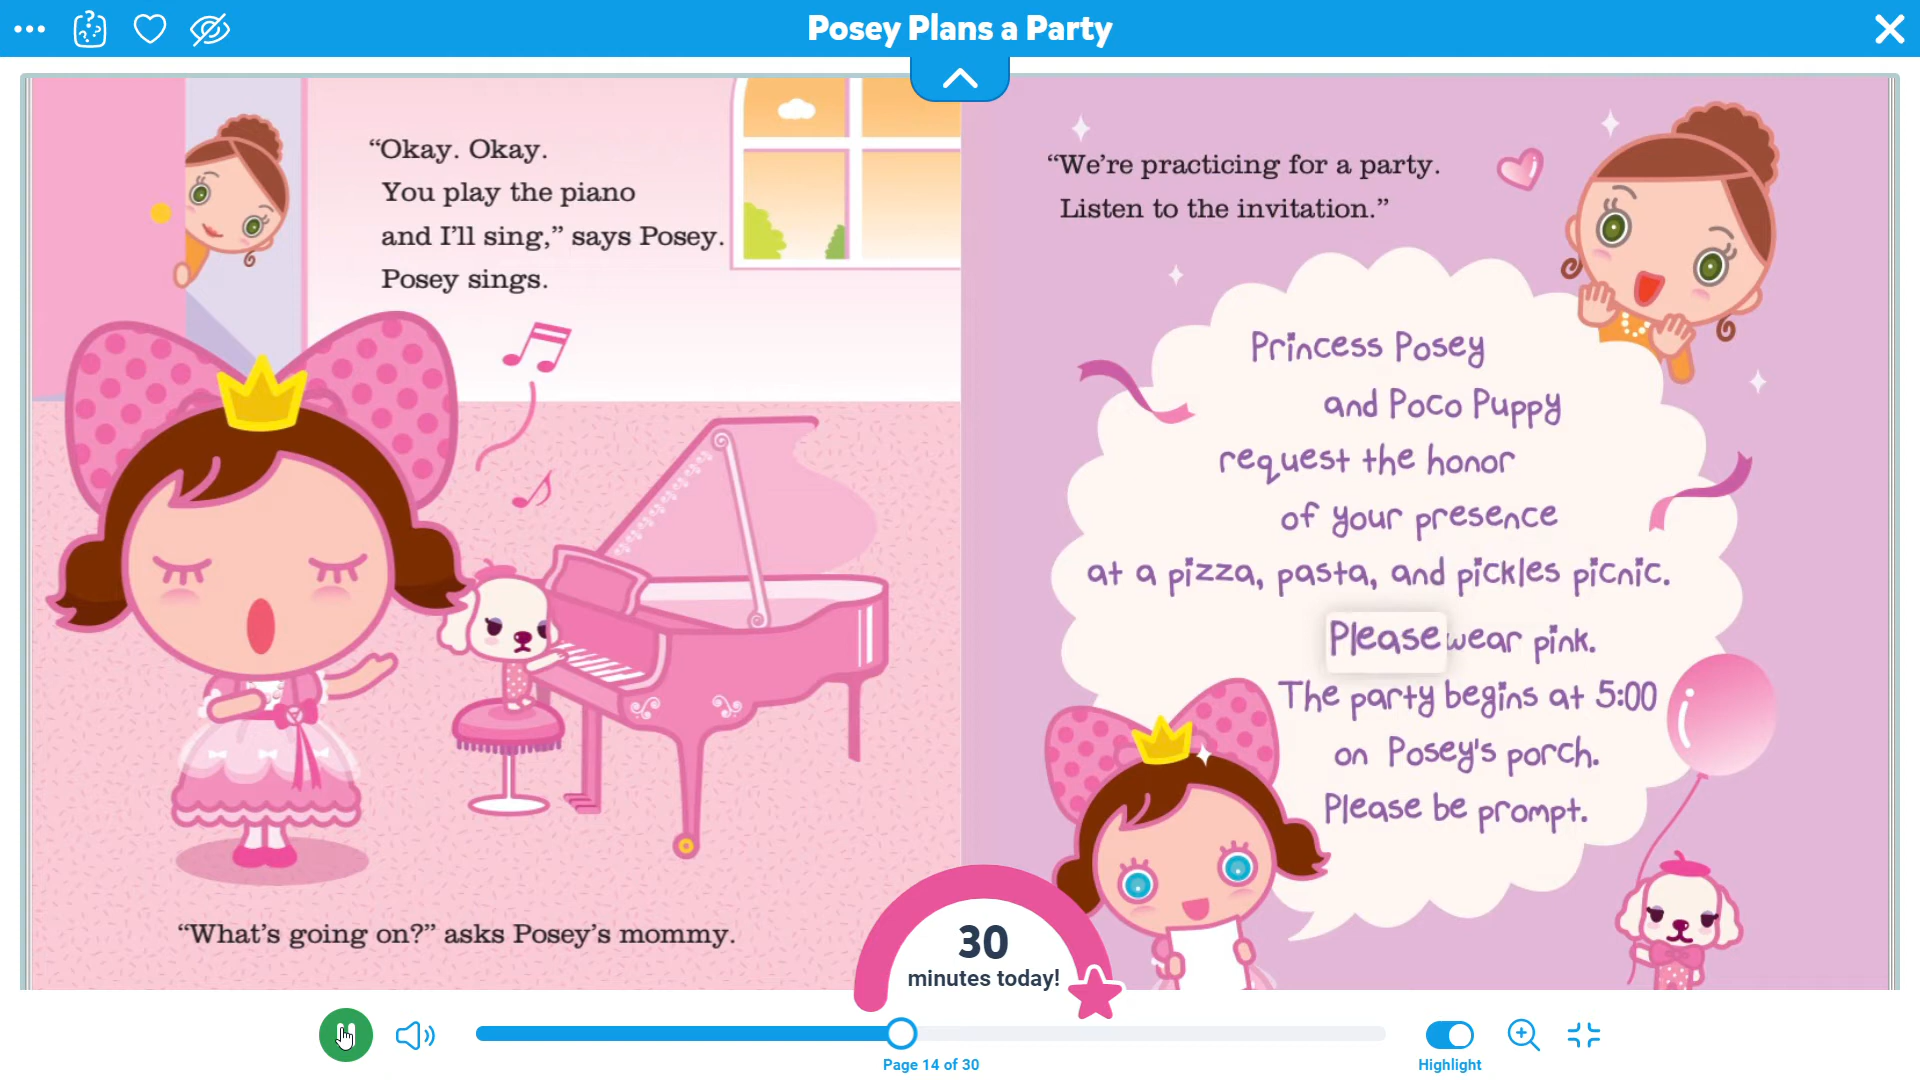 Posey Plans a Party
“Okay. Okay.
You play the piano
and I’ll sing,” says Posey.
Posey sings.
“What’s going on?” asks Posey’s mommy.
“We’re practicing for a party.
Listen to the invitation.”
Princess Posey
and Poco Puppy
request the honor
of your presence
at a pizza, pasta, and pickles picnic.
Please wear pink.
The party begins at 5:00
on Posey's porch.
Please be prompt.
30
minutes today!
Page 14 of 30
Highlight